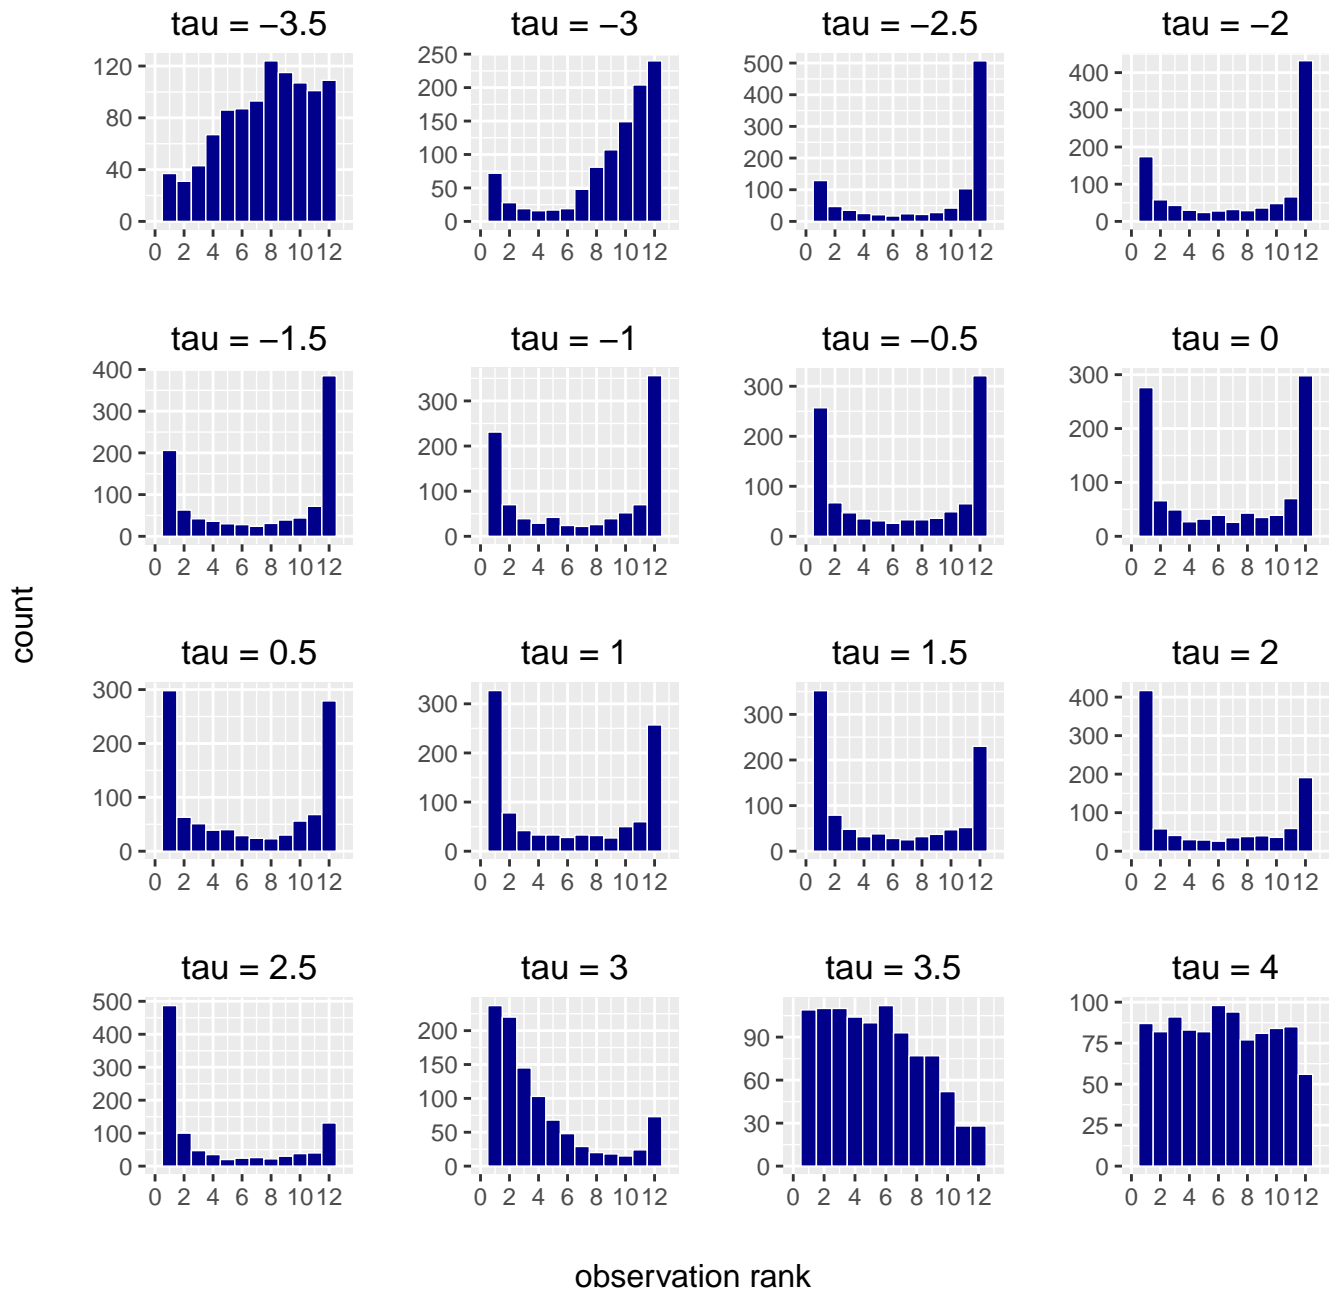 tau = −3.5
tau = −3
tau = −2.5
tau = −2
120
80
40
0
0 2 4 6 8 10 12
250
200
150
100
50
0
0 2 4 6 8 10 12
500
400
300
200
100
0
0 2 4 6 8 10 12
400
300
200
100
0
0 2 4 6 8 10 12
tau = −1.5
tau = −1
tau = −0.5
tau = 0
400
300
200
100
0
0 2 4 6 8 10 12
300
200
100
0
0 2 4 6 8 10 12
300
200
100
0
0 2 4 6 8 10 12
300
200
100
0
0 2 4 6 8 10 12
count
tau = 0.5
tau = 1
tau = 1.5
tau = 2
300
200
100
0
0 2 4 6 8 10 12
300
200
100
0
0 2 4 6 8 10 12
300
200
100
0
0 2 4 6 8 10 12
400
300
200
100
0
0 2 4 6 8 10 12
tau = 2.5
tau = 3
tau = 3.5
tau = 4
500
400
300
200
100
0
0 2 4 6 8 10 12
200
150
100
50
0
0 2 4 6 8 10 12
90
60
30
0
0 2 4 6 8 10 12
100
75
50
25
0
0 2 4 6 8 10 12
observation rank